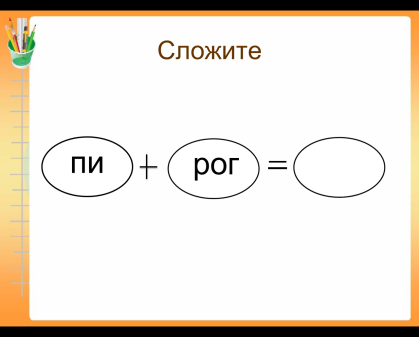 Сложите
пи + рог =